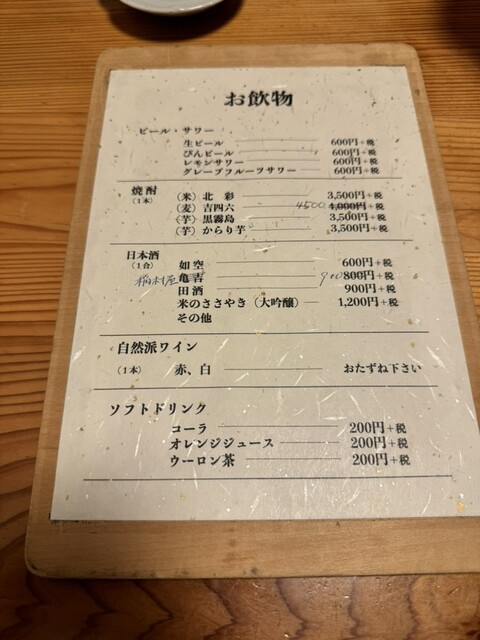 お飲物
ビール・サワー
生ビール 600円+税
びんビール 600円+税
レモンサワー 600円+税
グレープフルーツサワー 600円+税
焼酎
(1本)
(米) 北 彩 3,500円+税
(麦) 吉四六 4500 4,000円+税
(芋) 黒霧島 3,500円+税
(芋) からり芋 3,500円+税
日本酒
(1合)
如空 600円+税
稲村屋 亀吉 900 800円+税
田酒 900円+税
米のささやき (大吟醸) 1,200円+税
その他
自然派ワイン
(1本) 赤、白 おたずね下さい
ソフトドリンク
コーラ 200円+税
オレンジジュース 200円+税
ウーロン茶 200円+税